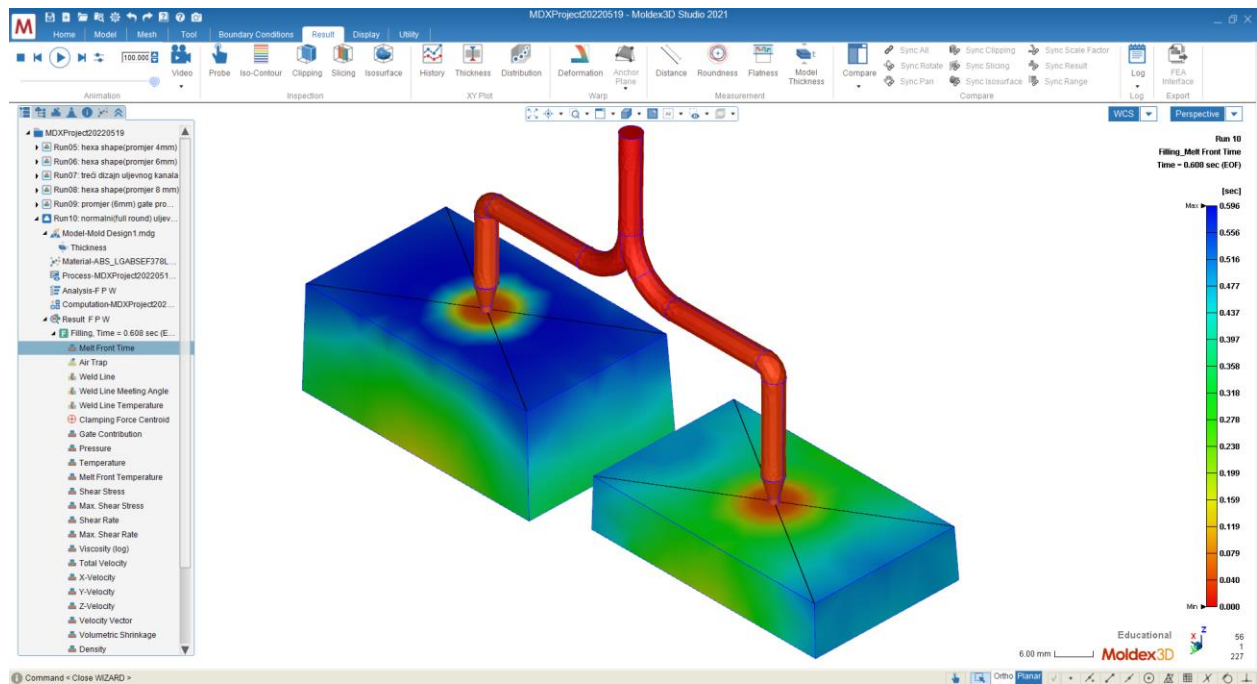 MDXProject20220519 - Moldex3D Studio 2021
M
Home Model Mesh Tool Boundary Conditions Result Display Utility
100.000
Video
Animation
Probe Iso-Contour Clipping Slicing Isosurface
Inspection
History Thickness Distribution
XY Plot
Deformation Anchor Plane
Warp
Distance Roundness Flatness Model Thickness
Measurement
Compare
Sync All Sync Clipping Sync Scale Factor
Sync Rotate Sync Slicing Sync Result
Sync Pan Sync Isosurface Sync Range
Compare
Log
Log
FEA Interface
Export
WCS Perspective
MDXProject20220519
Run05: hexa shape(promjer 4mm)
Run06: hexa shape(promjer 6mm)
Run07: treći dizajn uljevnog kanala
Run08: hexa shape(promjer 8 mm)
Run09: promjer (6mm) gate pro...
Run10: normalni(full round) uljev...
Model-Mold Design1.mdg
Thickness
Material-ABS_LGABSEF378L...
Process-MDXProject2022051...
Analysis-F P W
Computation-MDXProject202...
Result F P W
Filling, Time = 0.608 sec (E...
Melt Front Time
Air Trap
Weld Line
Weld Line Meeting Angle
Weld Line Temperature
Clamping Force Centroid
Gate Contribution
Pressure
Temperature
Melt Front Temperature
Shear Stress
Max. Shear Stress
Shear Rate
Max. Shear Rate
Viscosity (log)
Total Velocity
X-Velocity
Y-Velocity
Z-Velocity
Velocity Vector
Volumetric Shrinkage
Density
Run 10
Filling_Melt Front Time
Time = 0.608 sec (EOF)
[sec]
Max 0.596
0.556
0.516
0.477
0.437
0.397
0.358
0.318
0.278
0.238
0.199
0.159
0.119
0.079
0.040
Min 0.000
Educational
Moldex3D
6.00 mm
X Z
56
1
227
Command < Close WIZARD >
Ortho Planar